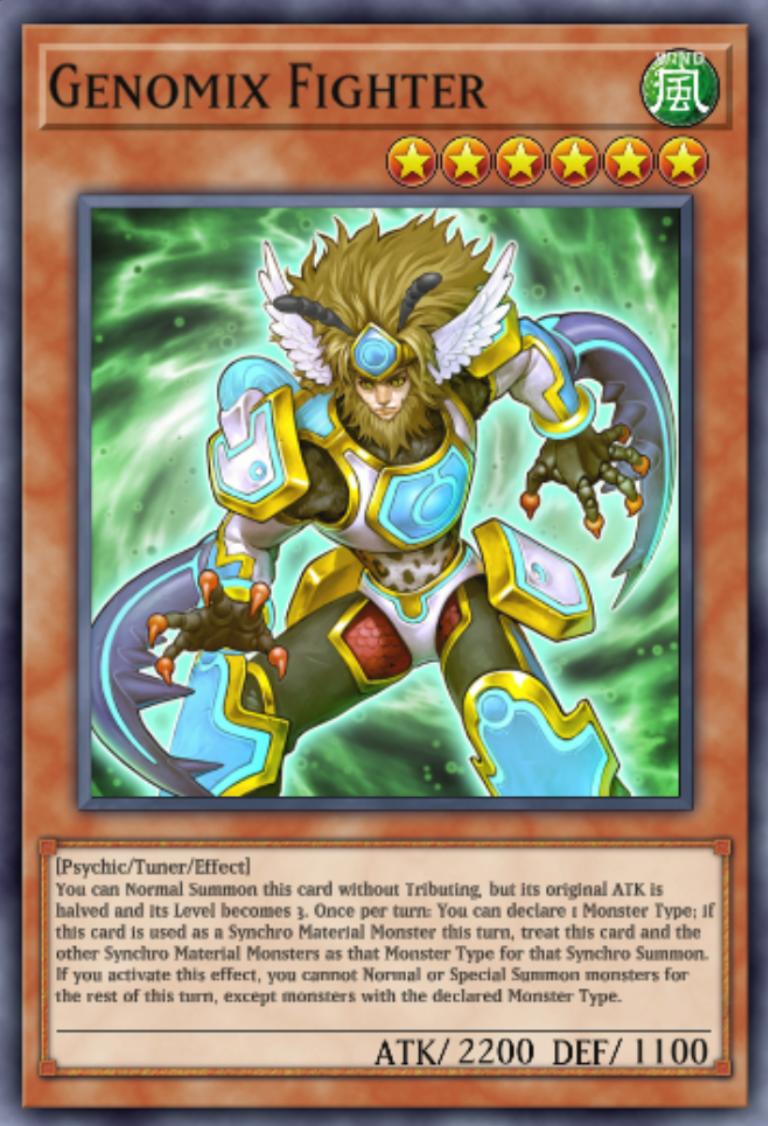 GENOMIX FIGHTER
WIND
風
[Psychic/Tuner/Effect]
You can Normal Summon this card without Tributing, but its original ATK is
halved and its Level becomes 3. Once per turn: You can declare 1 Monster Type; if
this card is used as a Synchro Material Monster this turn, treat this card and the
other Synchro Material Monsters as that Monster Type for that Synchro Summon.
If you activate this effect, you cannot Normal or Special Summon monsters for
the rest of this turn, except monsters with the declared Monster Type.
ATK/ 2200 DEF/ 1100